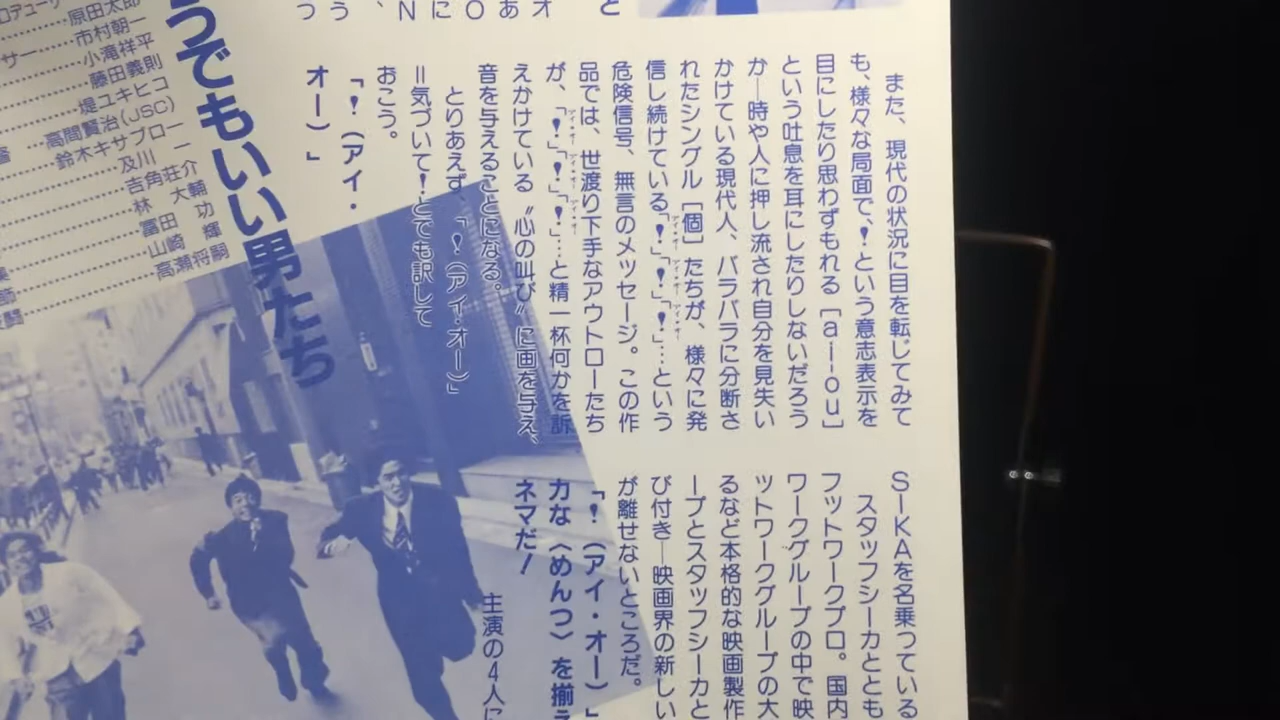 また、現代の状況に目を転じてみて
も、様々な局面で、!という意志表示を
目にしたり思わずもれる[a-i-o-u]
という吐息を耳にしたりしないだろう
か―時や人に押し流され自分を見失い
かけている現代人、バラバラに分断さ
れたシングル[個]たちが、様々に発
信し続けている「!」「!」「!」…という
危険信号、無言のメッセージ。この作
品では、世渡り下手なアウトローたち
が、「!」「!」「!」…と精一杯何かを訴
えかけている〝心の叫び〟に画を与え、
音を与えることになる。
とりあえず、「!(アイ・オー)」
=気づいて!とでも訳して
おこう。
「!(アイ・
オー)」
SIKAを名乗っている
スタッフシーカととも
フットワークプロ。国内
ワークグループの中で映
ットワークグループの大
るなど本格的な映画製作
ープとスタッフシーカと
び付き―映画界の新しい
が離せないところだ。
「!(アイ・オー)」
力な〈めんつ〉を揃え
ネマだ!
主演の4人に
うでもいい男たち
原田太郎
市村朝一
小滝祥平
藤田義則
堤ユキヒコ
高間賢治(JSC)
鈴木キサブロー
及川 一
吉角荘介
林 大輔
富田 功
山崎 輝
高瀬将嗣